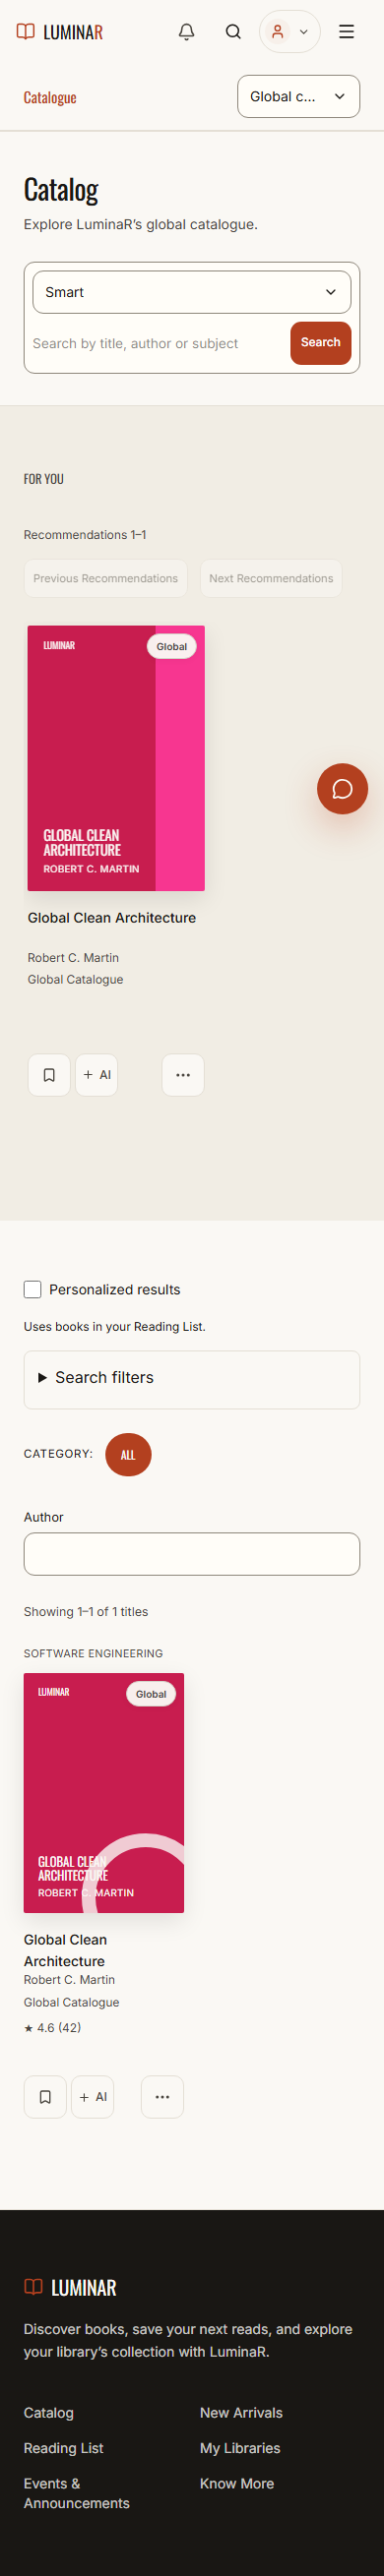 LUMINAR
Catalogue
Global c...
Catalog
Explore LuminaR’s global catalogue.
Smart
Search by title, author or subject
Search
FOR YOU
Recommendations 1–1
Previous Recommendations
Next Recommendations
LUMINAR
Global
GLOBAL CLEAN
ARCHITECTURE
ROBERT C. MARTIN
Global Clean Architecture
Robert C. Martin
Global Catalogue
+ AI
Personalized results
Uses books in your Reading List.
Search filters
CATEGORY:
ALL
Author
Showing 1–1 of 1 titles
SOFTWARE ENGINEERING
LUMINAR
Global
GLOBAL CLEAN
ARCHITECTURE
ROBERT C. MARTIN
Global Clean
Architecture
Robert C. Martin
Global Catalogue
★ 4.6 (42)
+ AI
LUMINAR
Discover books, save your next reads, and explore
your library’s collection with LuminaR.
Catalog
New Arrivals
Reading List
My Libraries
Events &
Announcements
Know More